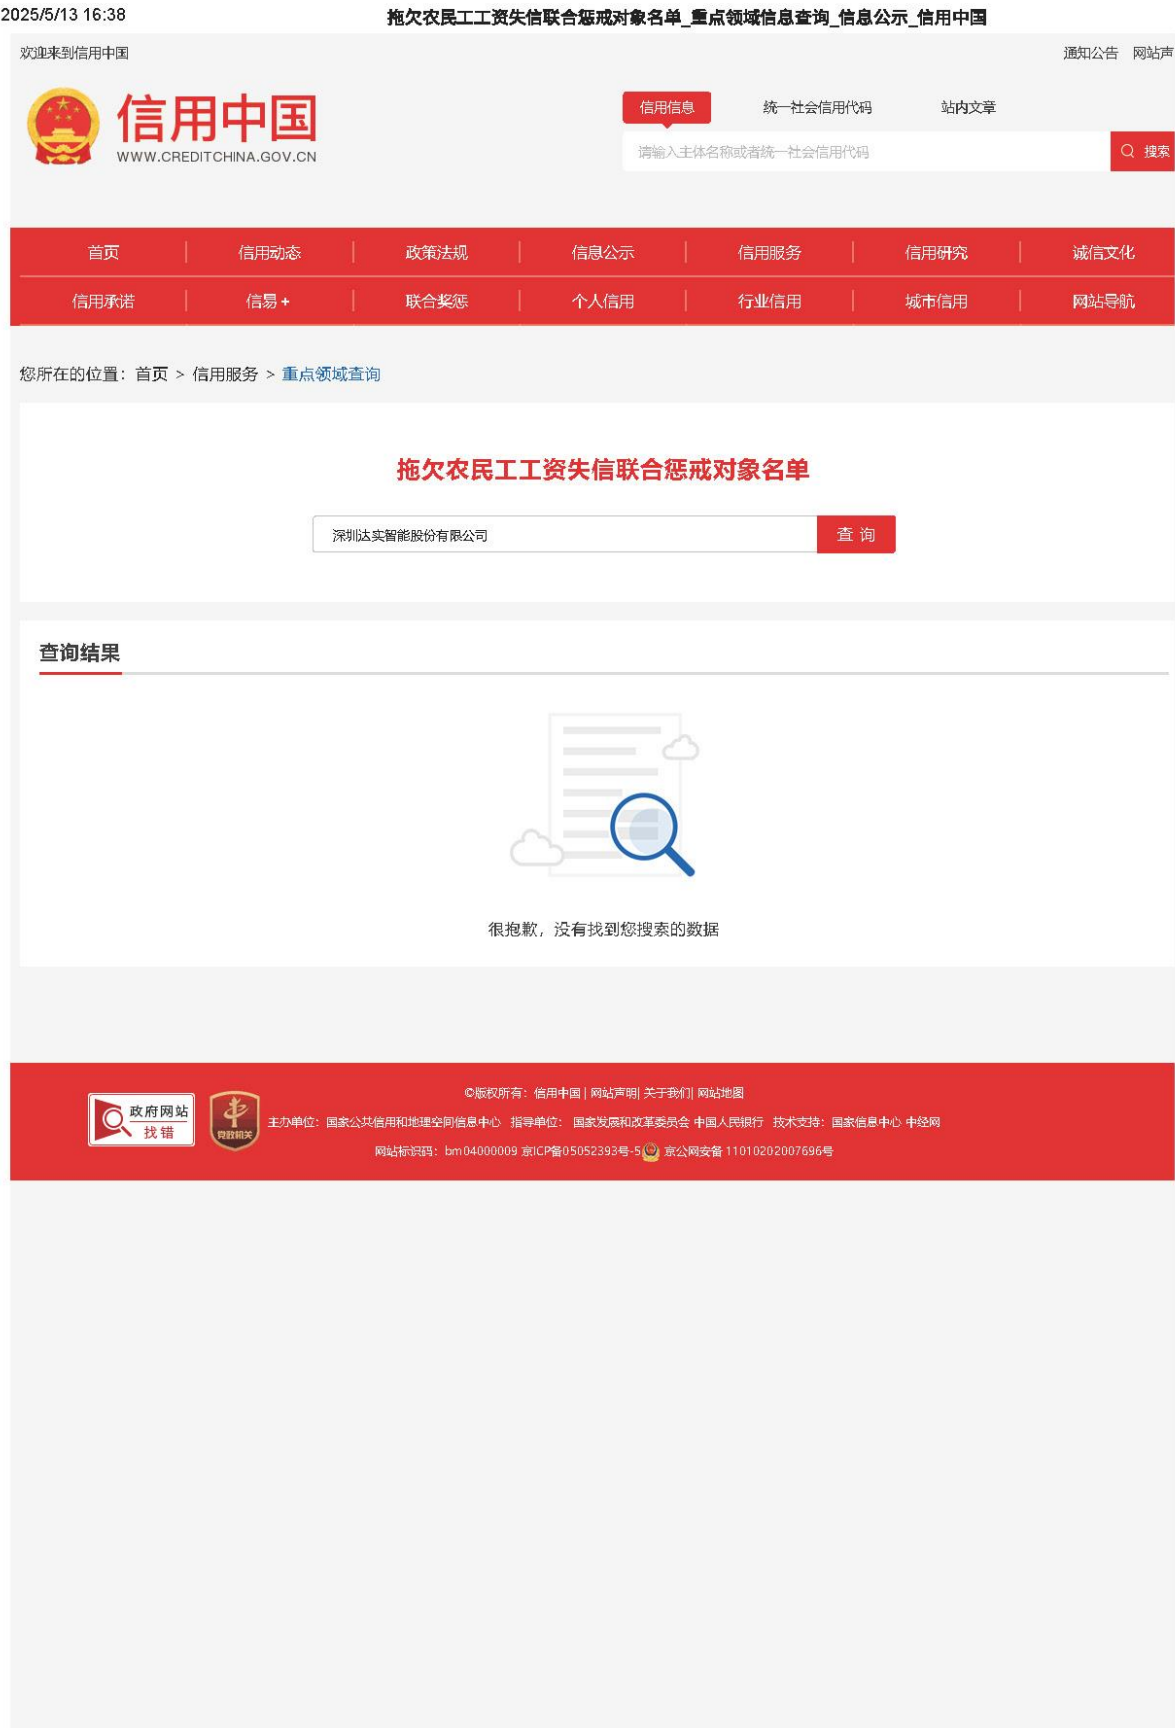 2025/5/13 16:38
拖欠农民工工资失信联合惩戒对象名单_重点领域信息查询_信息公示_信用中国
欢迎来到信用中国
通知公告 网站声
信用中国
WWW.CREDITCHINA.GOV.CN
信用信息 统一社会信用代码 站内文章
请输入主体名称或者统一社会信用代码
搜索
首页 信用动态 政策法规 信息公示 信用服务 信用研究 诚信文化
信用承诺 信易+ 联合奖惩 个人信用 行业信用 城市信用 网站导航
您所在的位置：首页 > 信用服务 > 重点领域查询
拖欠农民工工资失信联合惩戒对象名单
深圳达实智能股份有限公司
查 询
查询结果
很抱歉，没有找到您搜索的数据
©版权所有：信用中国 | 网站声明| 关于我们| 网站地图
政府网站
找错
党政机关
主办单位：国家公共信用和地理空间信息中心 指导单位： 国家发展和改革委员会 中国人民银行 技术支持：国家信息中心 中经网
网站标识码：bm04000009 京ICP备05052393号-5 京公网安备 11010202007696号